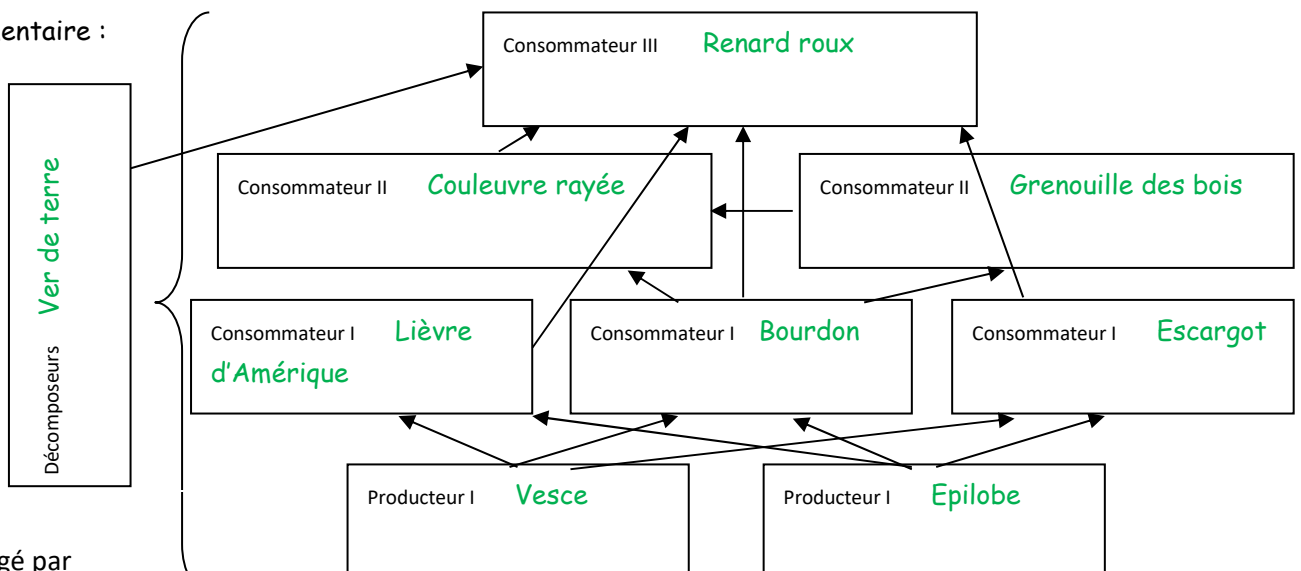 entaire :
Consommateur III Renard roux
Consommateur II Couleuvre rayée
Consommateur II Grenouille des bois
Décomposeurs Ver de terre
Consommateur I Lièvre
d'Amérique
Consommateur I Bourdon
Consommateur I Escargot
Producteur I Vesce
Producteur I Epilobe
gé par